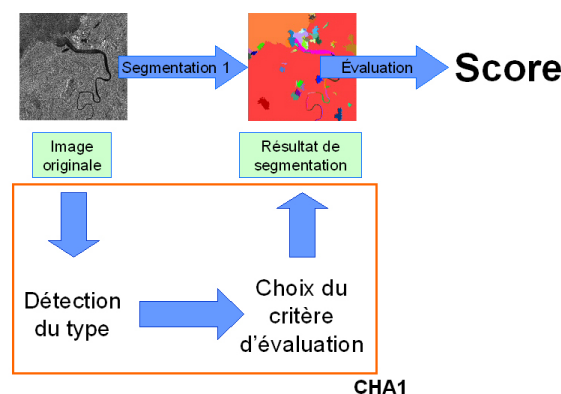 Segmentation 1
Évaluation
Score
Image
originale
Résultat de
segmentation
Détection
du type
Choix du
critère
d'évaluation
CHA1